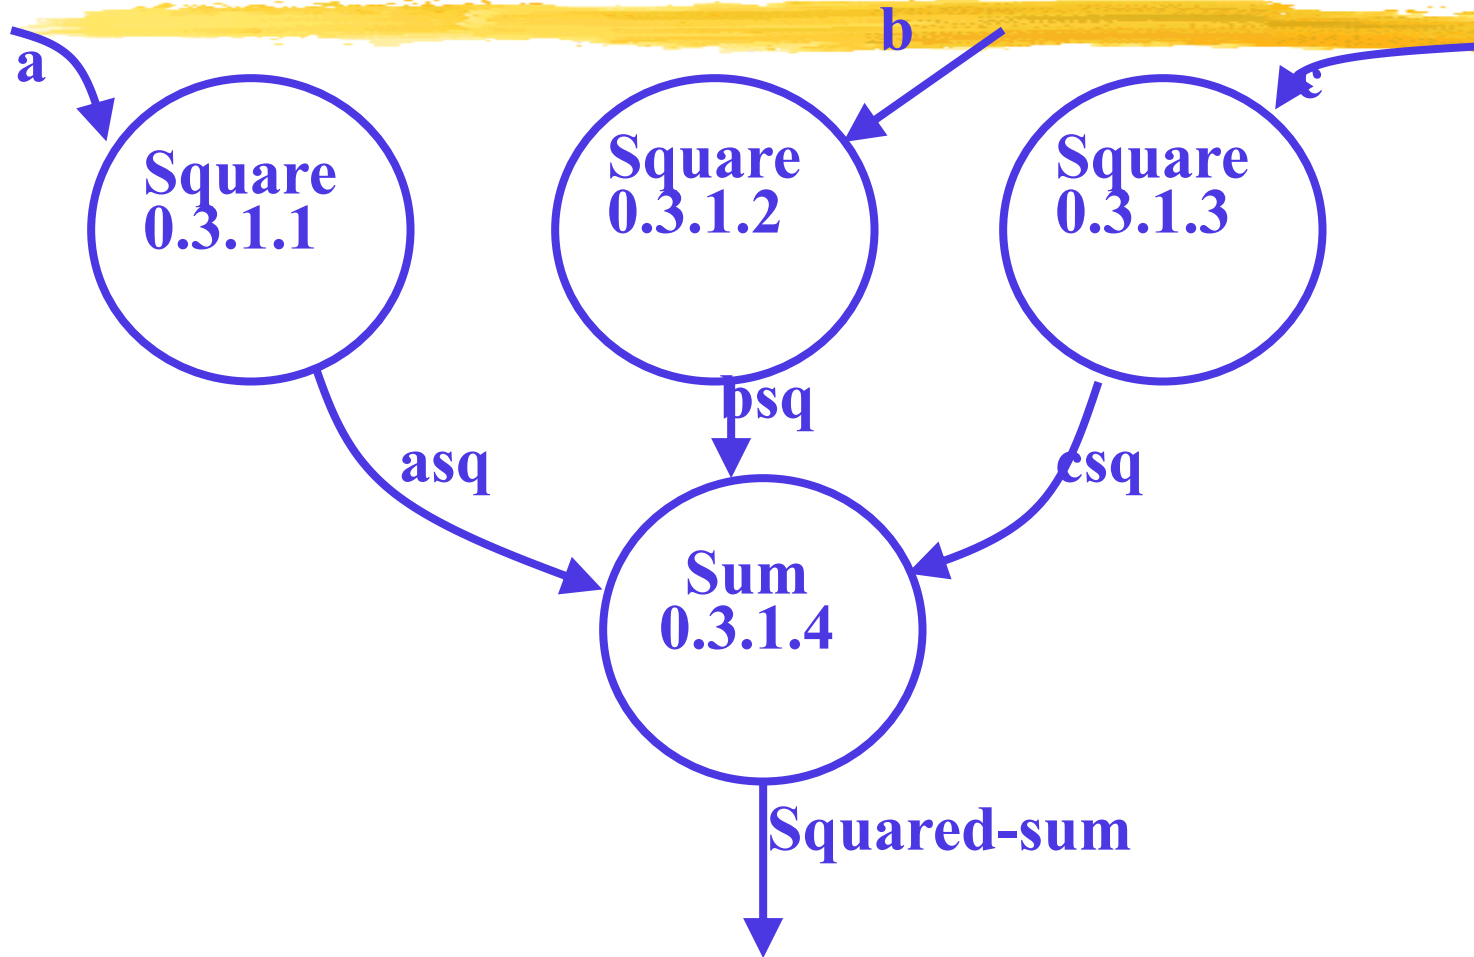 a
b
c
Square
0.3.1.1
Square
0.3.1.2
Square
0.3.1.3
asq
bsq
csq
Sum
0.3.1.4
Squared-sum